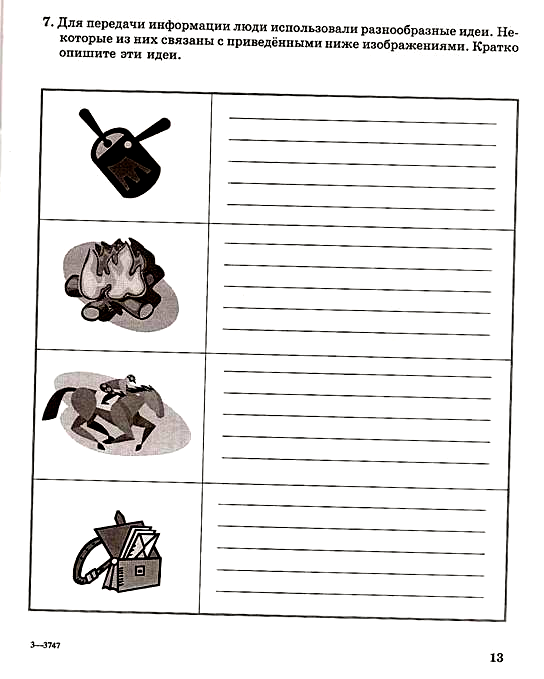 7. Для передачи информации люди использовали разнообразные идеи. Не-
которые из них связаны с приведёнными ниже изображениями. Кратко
опишите эти идеи.
3—3747
13